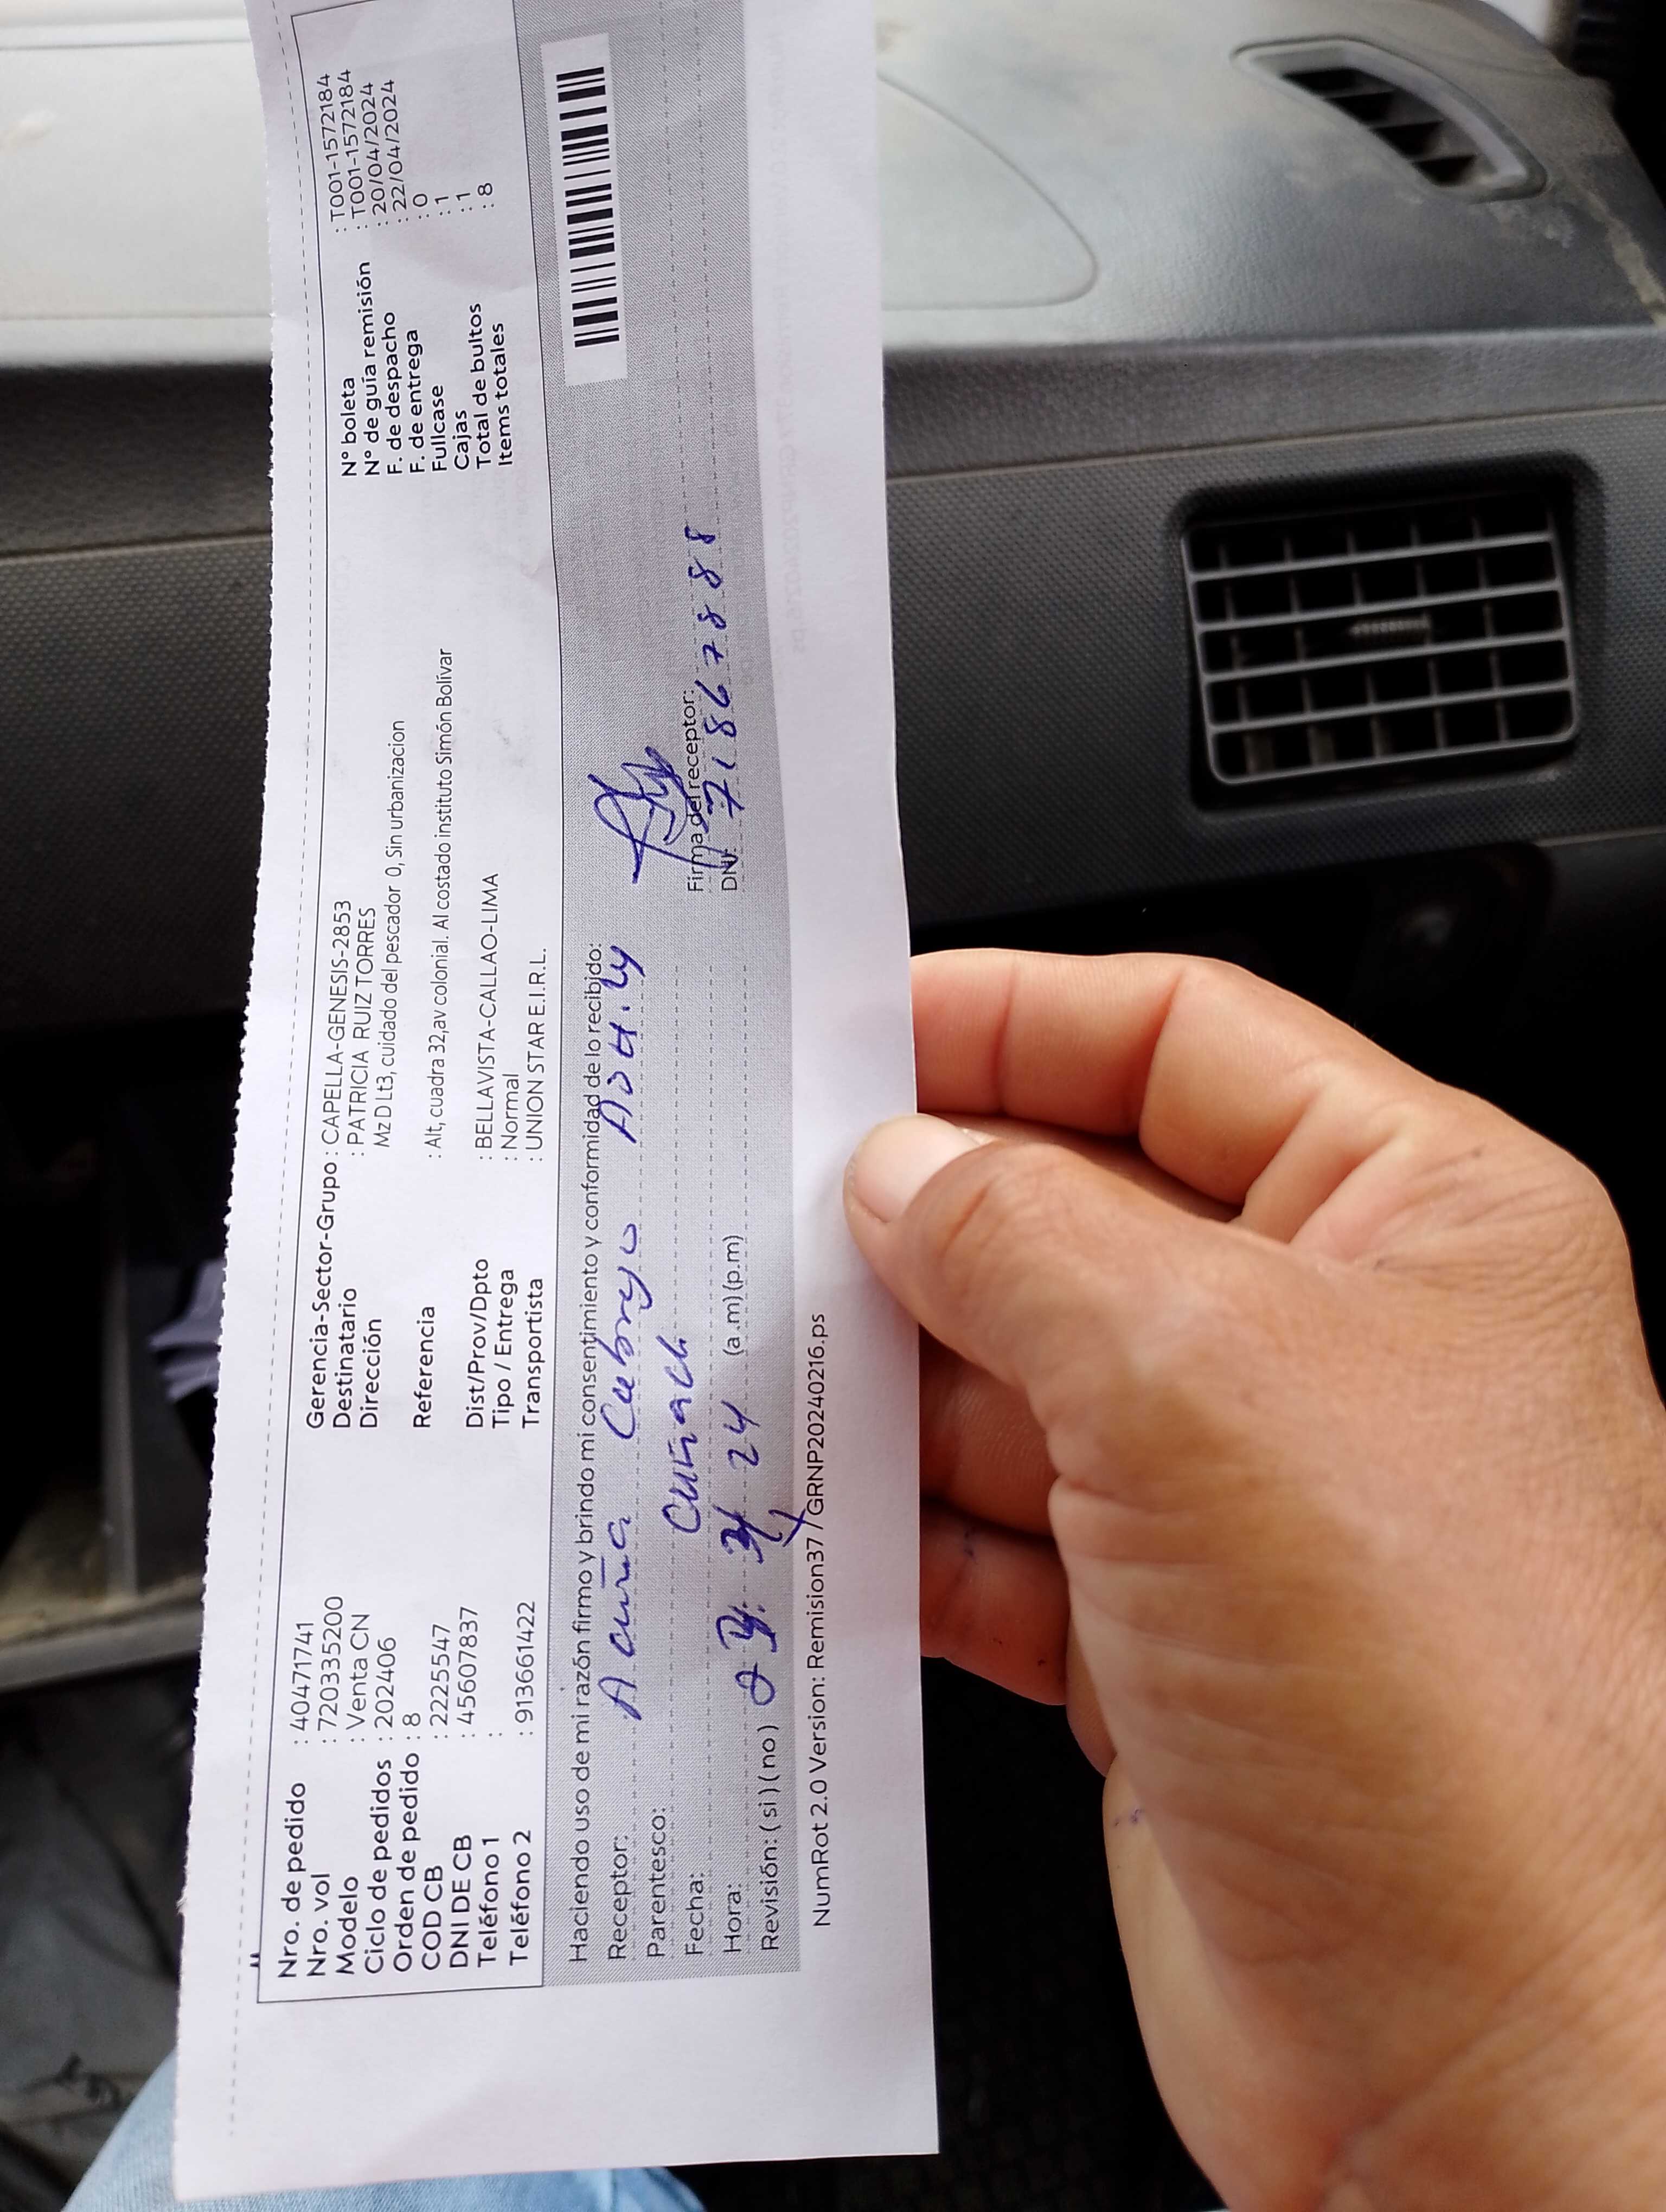 Nro. de pedido : 40471741
Nro. vol : 720335200
Modelo : Venta CN
Ciclo de pedidos : 202406
Orden de pedido : 8
COD CB : 2225547
DNI DE CB : 45607837
Teléfono 1 :
Teléfono 2 : 913661422
Gerencia-Sector-Grupo : CAPELLA-GENESIS-2853
Destinatario : PATRICIA RUIZ TORRES
Dirección Mz D Lt3, cuidado del pescador 0, Sin urbanizacion
Referencia : Alt, cuadra 32,av colonial. Al costado instituto Simón Bolívar
Dist/Prov/Dpto : BELLAVISTA-CALLAO-LIMA
Tipo / Entrega : Normal
Transportista : UNION STAR E.I.R.L.
N° boleta : T001-1572184
N° de guía remisión : T001-1572184
F. de despacho : 20/04/2024
F. de entrega : 22/04/2024
Fullcase : 0
Cajas : 1
Total de bultos : 1
Items totales : 8
Haciendo uso de mi razón firmo y brindo mi consentimiento y conformidad de lo recibido:
Receptor: Acuña
Parentesco: Cuñada
Fecha: 24
Hora: (a.m) (p.m)
Revisión: ( si ) ( no )
Firma del receptor:
DNI: 71867888
NumRot 2.0 Version: Remision37 / GRNP20240216.ps